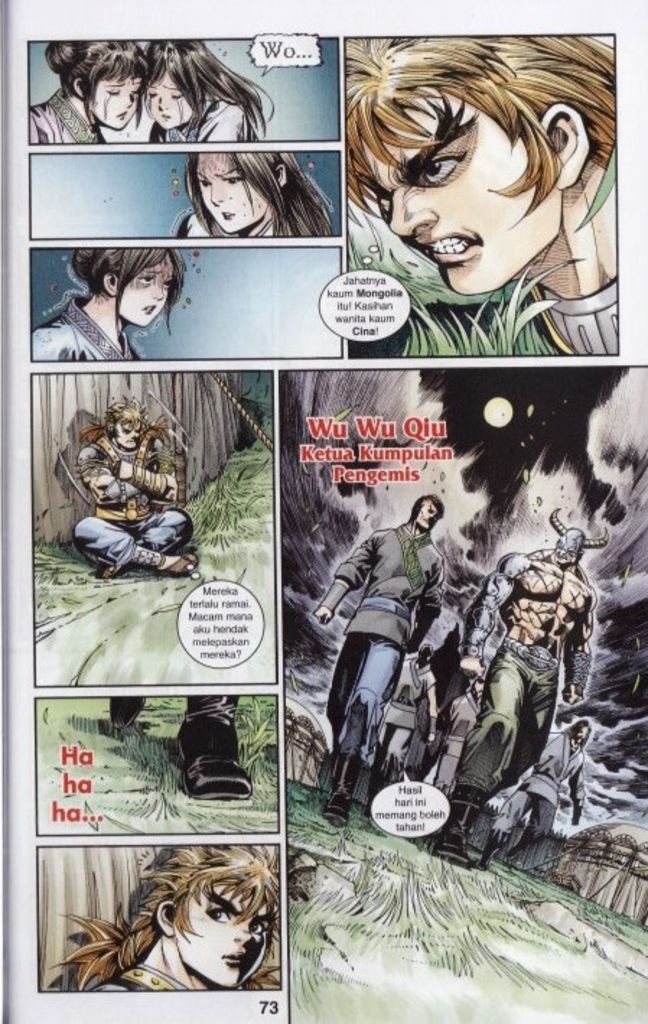 Wo...
Jahatnya
kaum Mongolia
itu! Kasihan
wanita kaum
Cina!
Mereka
terlalu ramai.
Macam mana
aku hendak
melepaskan
mereka?
Wu Wu Qiu
Ketua Kumpulan
Pengemis
Ha
ha
ha...
Hasil
hari ini
memang boleh
tahan!
73